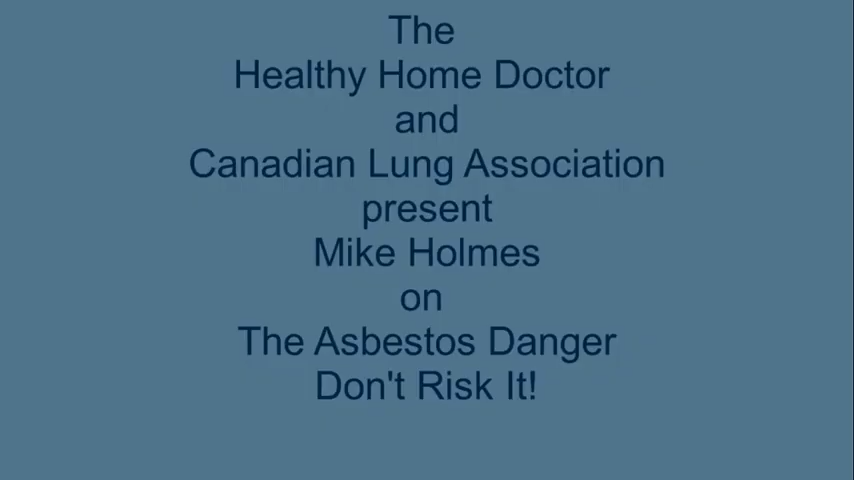 The
Healthy Home Doctor
and
Canadian Lung Association
present
Mike Holmes
on
The Asbestos Danger
Don't Risk It!